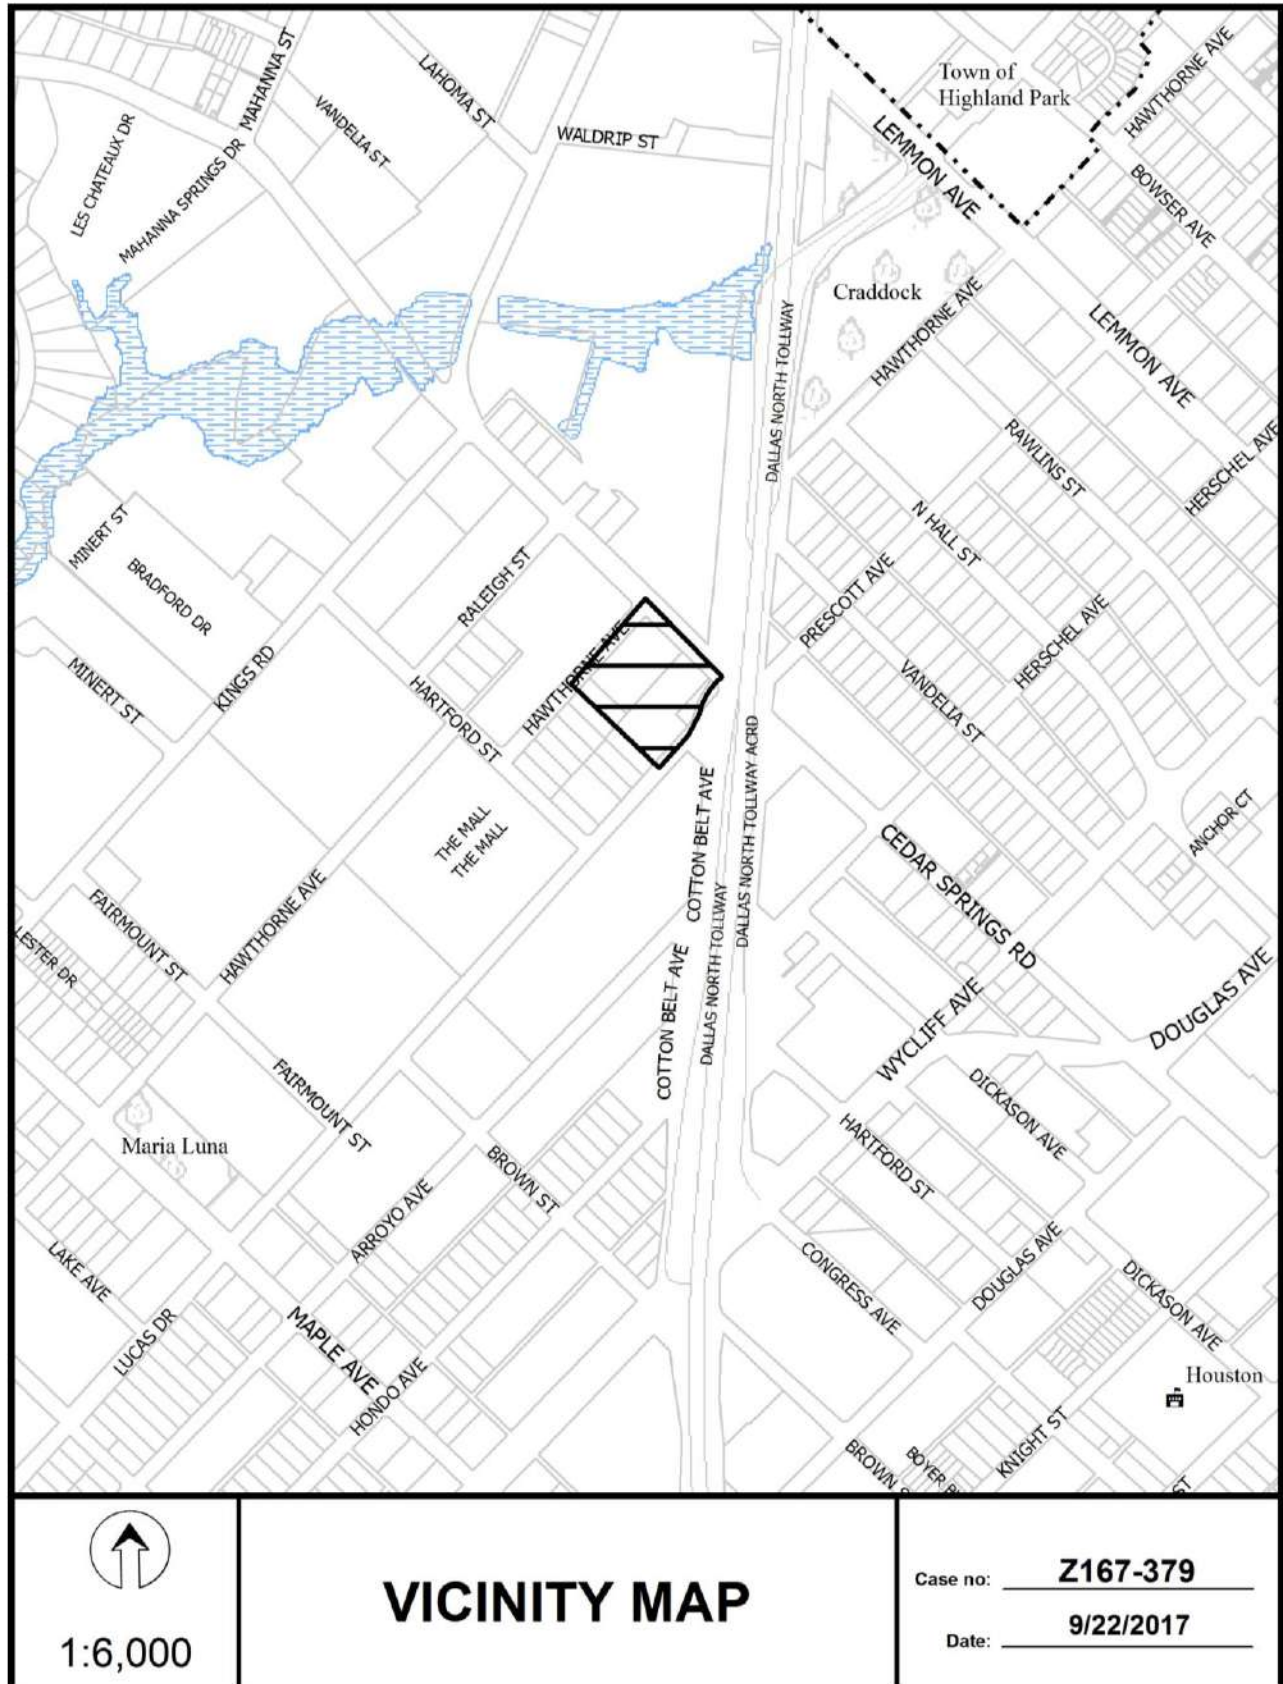 MAHANNA ST
LAHOMA ST
Town of
Highland Park
HAWTHORNE AVE
VANDELIA ST
LES CHATEAUX DR
WALDRIP ST
LEMMON AVE
MAHANNA SPRINGS DR
BOWSER AVE
Craddock
HAWTHORNE AVE
LEMMON AVE
DALLAS NORTH TOLLWAY
RAWLINS ST
HERSCHEL AVE
MINERT ST
N HALL ST
BRADFORD DR
RALEIGH ST
PRESCOTT AVE
HERSCHEL AVE
HAWTHORNE AVE
MINERT ST
KINGS RD
HARTFORD ST
VANDELIA ST
COTTON BELT AVE
DALLAS NORTH TOLLWAY ACRD
THE MALL
THE MALL
ANCHOR CT
CEDAR SPRINGS RD
FAIRMOUNT ST
HAWTHORNE AVE
LESTER DR
COTTON BELT AVE
DALLAS NORTH TOLLWAY
WYCLIFF AVE
DOUGLAS AVE
FAIRMOUNT ST
DICKASON AVE
Maria Luna
HARTFORD ST
BROWN ST
ARROYO AVE
LAKE AVE
CONGRESS AVE
DOUGLAS AVE
DICKASON AVE
LUCAS DR
MAPLE AVE
HONDO AVE
Houston
KNIGHT ST
BROWN S
BOYER
ST
1:6,000
VICINITY MAP
Case no: Z167-379
Date: 9/22/2017